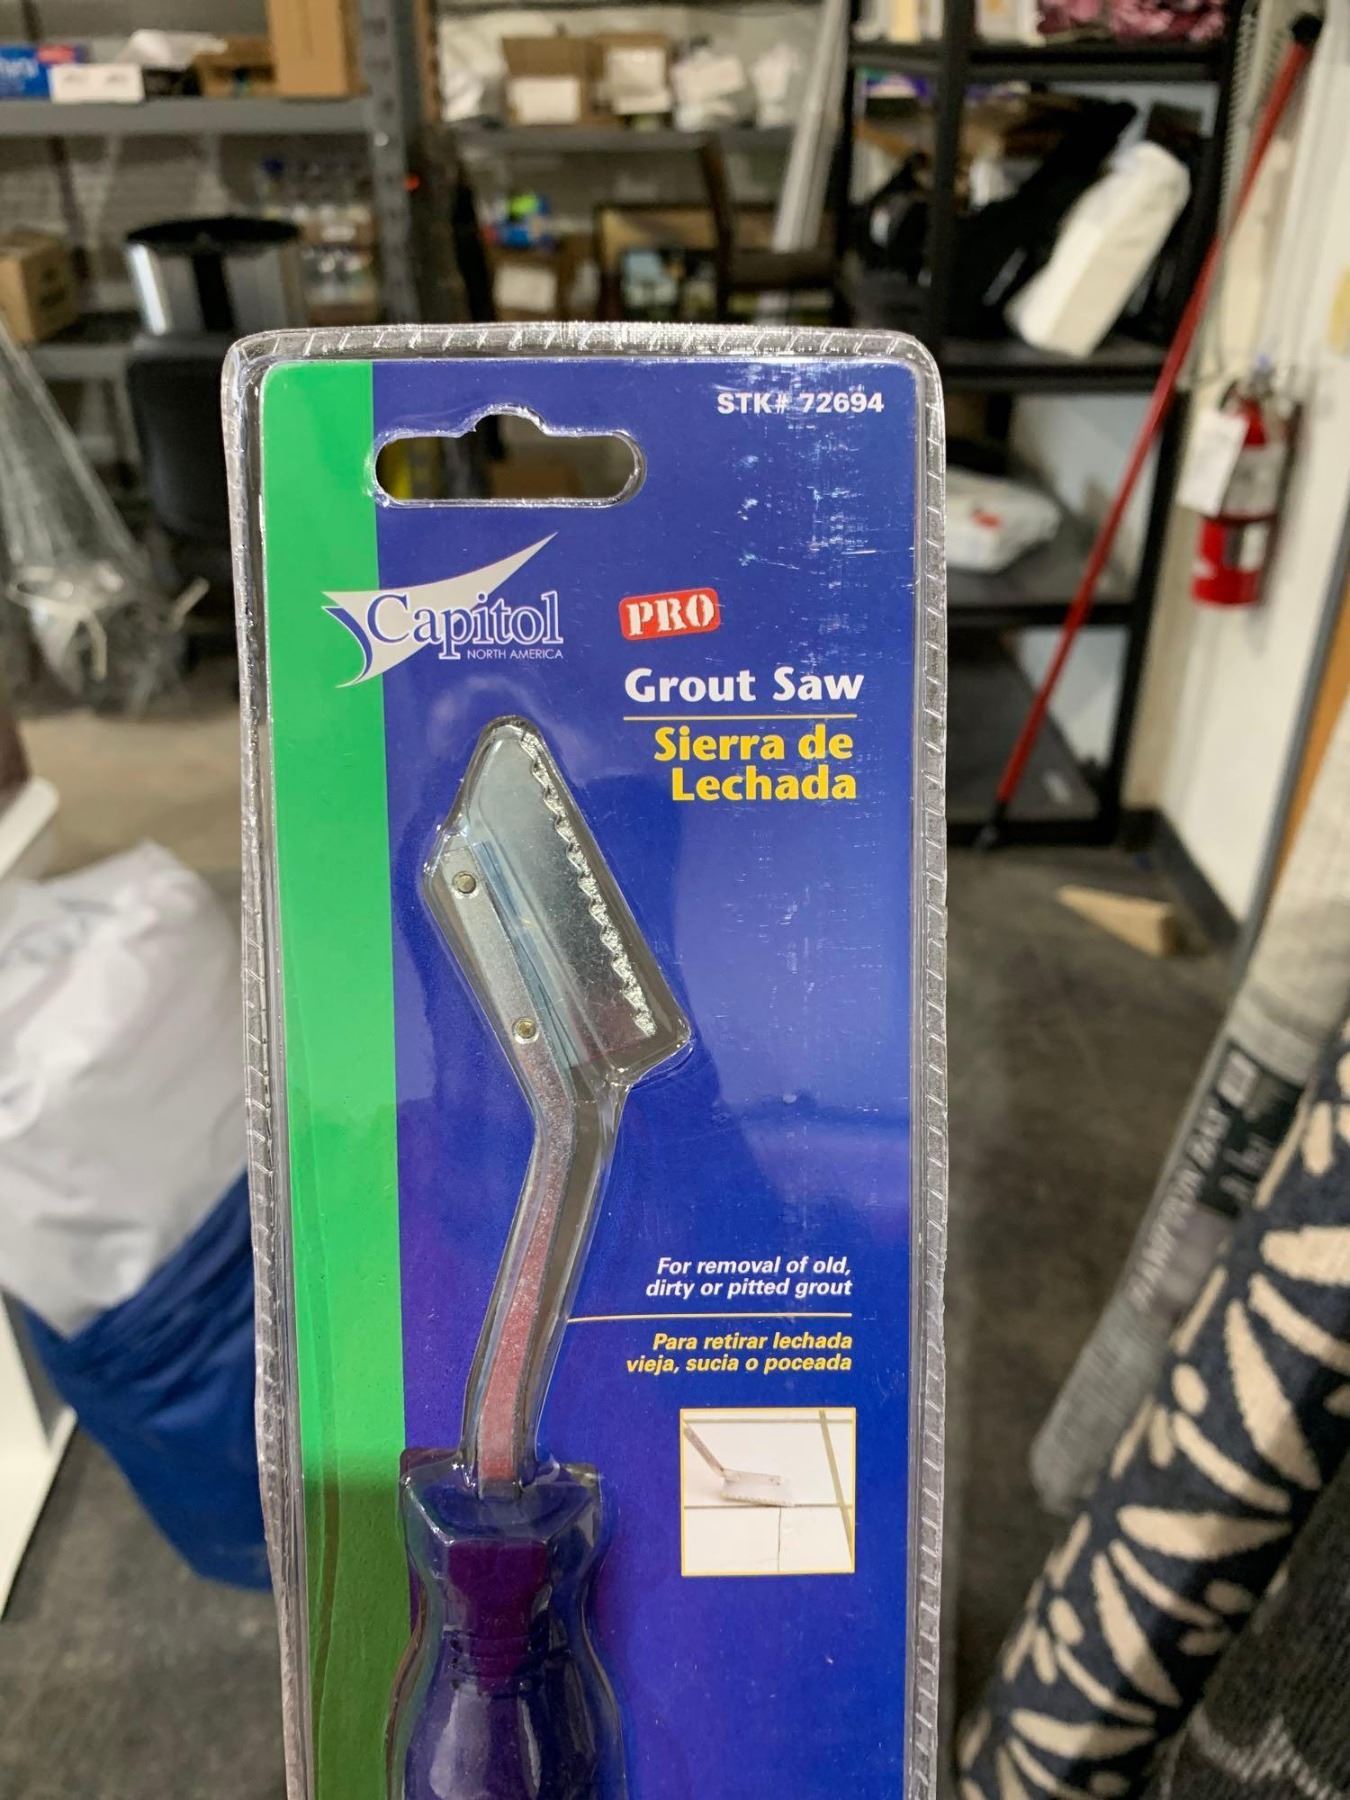 STK# 72694
Capitol
NORTH AMERICA
PRO
Grout Saw
Sierra de
Lechada
For removal of old,
dirty or pitted grout
Para retirar lechada
vieja, sucia o poceada